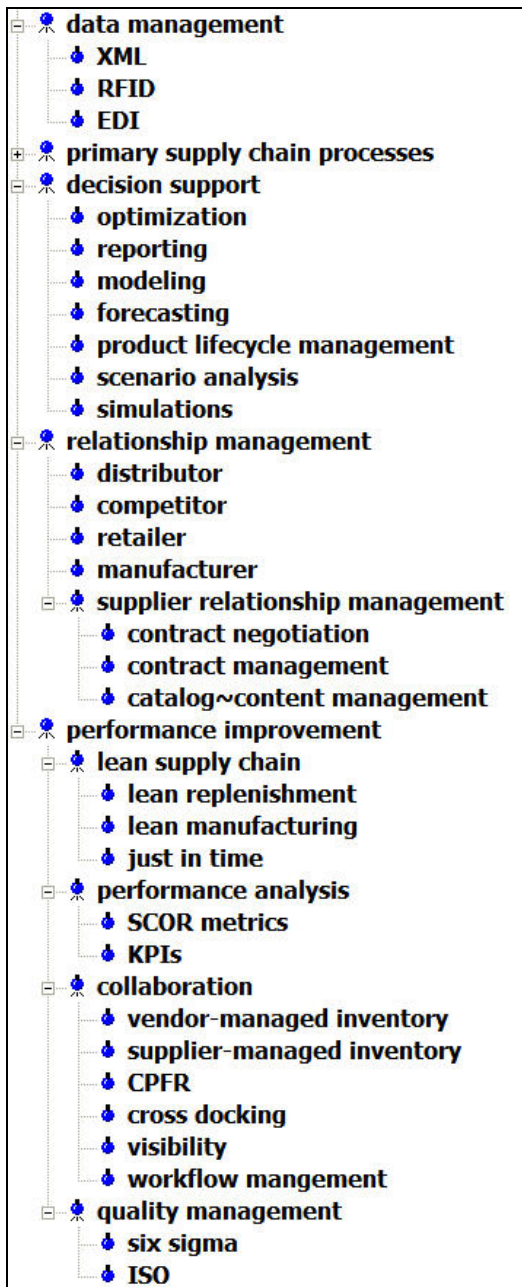 data management
XML
RFID
EDI
primary supply chain processes
decision support
optimization
reporting
modeling
forecasting
product lifecycle management
scenario analysis
simulations
relationship management
distributor
competitor
retailer
manufacturer
supplier relationship management
contract negotiation
contract management
catalog~content management
performance improvement
lean supply chain
lean replenishment
lean manufacturing
just in time
performance analysis
SCOR metrics
KPIs
collaboration
vendor-managed inventory
supplier-managed inventory
CPFR
cross docking
visibility
workflow mangement
quality management
six sigma
ISO